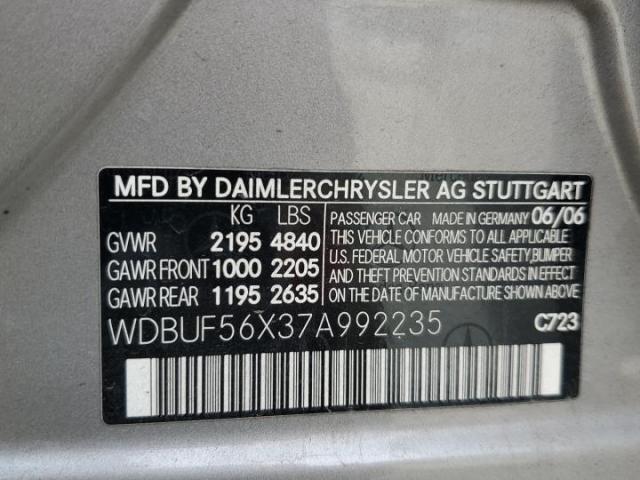 MFD BY DAIMLERCHRYSLER AG STUTTGART
KG LBS
GVWR 2195 4840
GAWR FRONT 1000 2205
GAWR REAR 1195 2635
PASSENGER CAR MADE IN GERMANY 06/06
THIS VEHICLE CONFORMS TO ALL APPLICABLE
U.S. FEDERAL MOTOR VEHICLE SAFETY, BUMPER
AND THEFT PREVENTION STANDARDS IN EFFECT
ON THE DATE OF MANUFACTURE SHOWN ABOVE.
WDBUF56X37A992235 C723